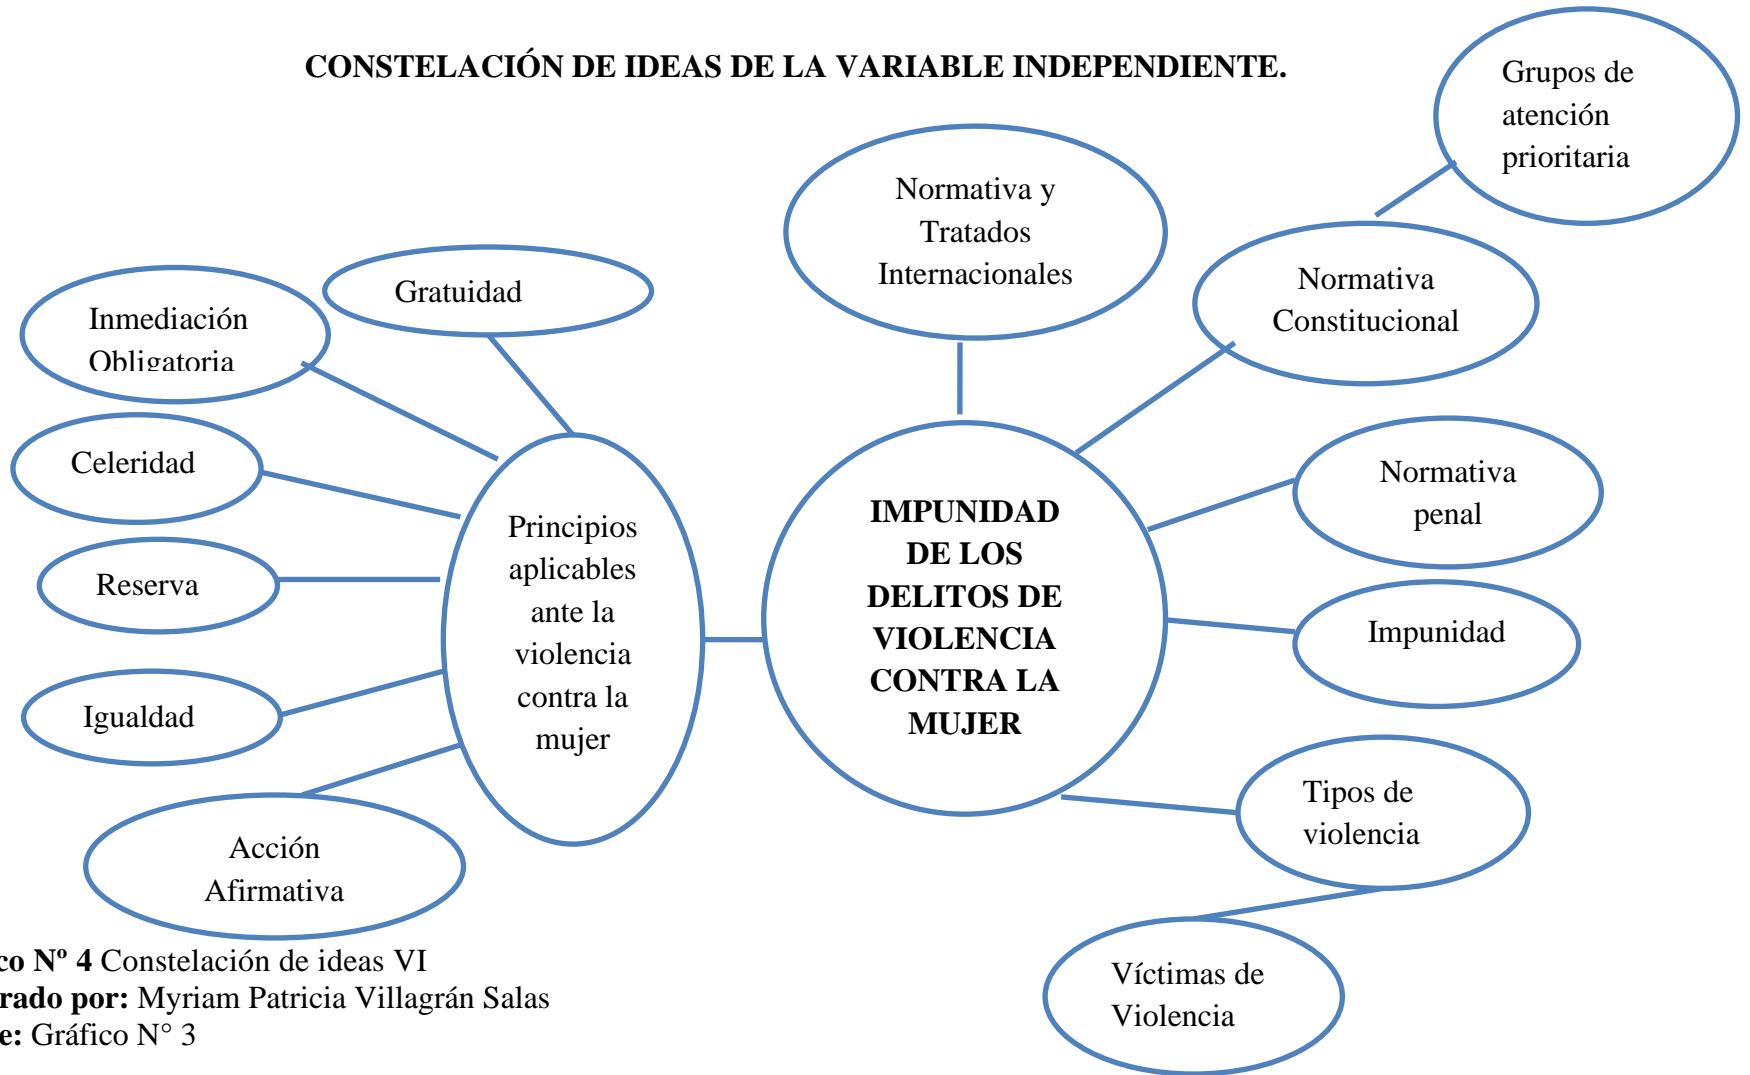 CONSTELACIÓN DE IDEAS DE LA VARIABLE INDEPENDIENTE.
Grupos de
atención
prioritaria
Normativa y
Tratados
Internacionales
Normativa
Constitucional
Gratuidad
Inmediación
Obligatoria
Celeridad
Reserva
Igualdad
Acción
Afirmativa
Principios
aplicables
ante la
violencia
contra la
mujer
IMPUNIDAD
DE LOS
DELITOS DE
VIOLENCIA
CONTRA LA
MUJER
Normativa
penal
Impunidad
Tipos de
violencia
Víctimas de
Violencia
co Nº 4 Constelación de ideas VI
rado por: Myriam Patricia Villagrán Salas
e: Gráfico N° 3